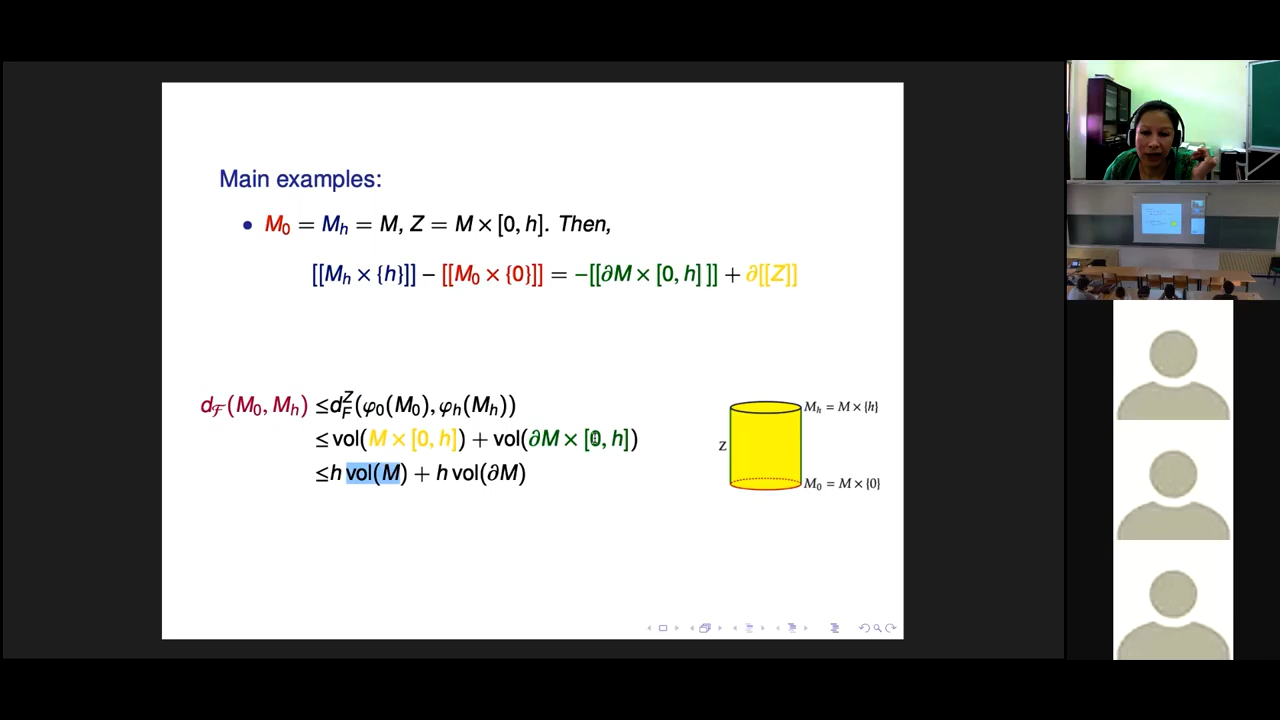 Main examples:
• M₀ = Mₕ = M, Z = M × [0, h]. Then,
[[Mₕ × {h}]] − [[M₀ × {0}]] = −[[∂M × [0, h] ]] + ∂[[Z]]
d_ℱ(M₀, Mₕ) ≤d_F^Z(φ₀(M₀), φₕ(Mₕ))
≤ vol(M × [0, h]) + vol(∂M × [0, h])
≤h vol(M) + h vol(∂M)
Mₕ = M × {h}
Z
M₀ = M × {0}